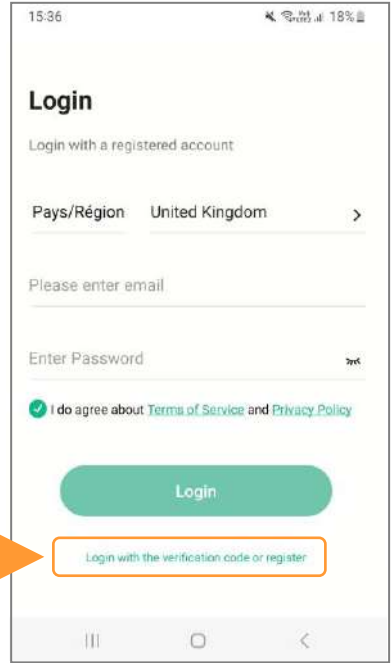 15:36 18%
Login
Login with a registered account
Pays/Région United Kingdom
Please enter email
Enter Password
I do agree about Terms of Service and Privacy Policy
Login
Login with the verification code or register